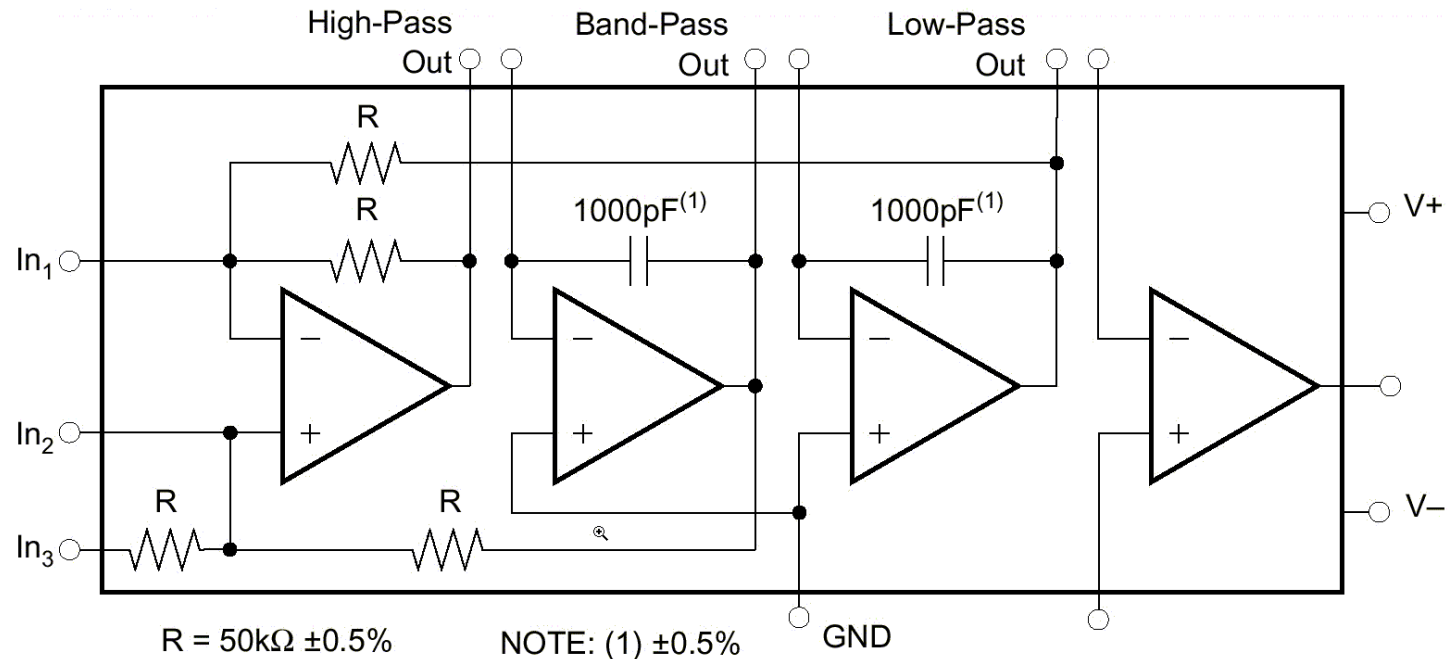 High-Pass
Out
Band-Pass
Out
Low-Pass
Out
R
R
1000pF(1)
1000pF(1)
V+
In1
−
−
−
−
In2
+
+
+
+
R
R
V–
In3
R = 50kΩ ±0.5%
NOTE: (1) ±0.5%
GND